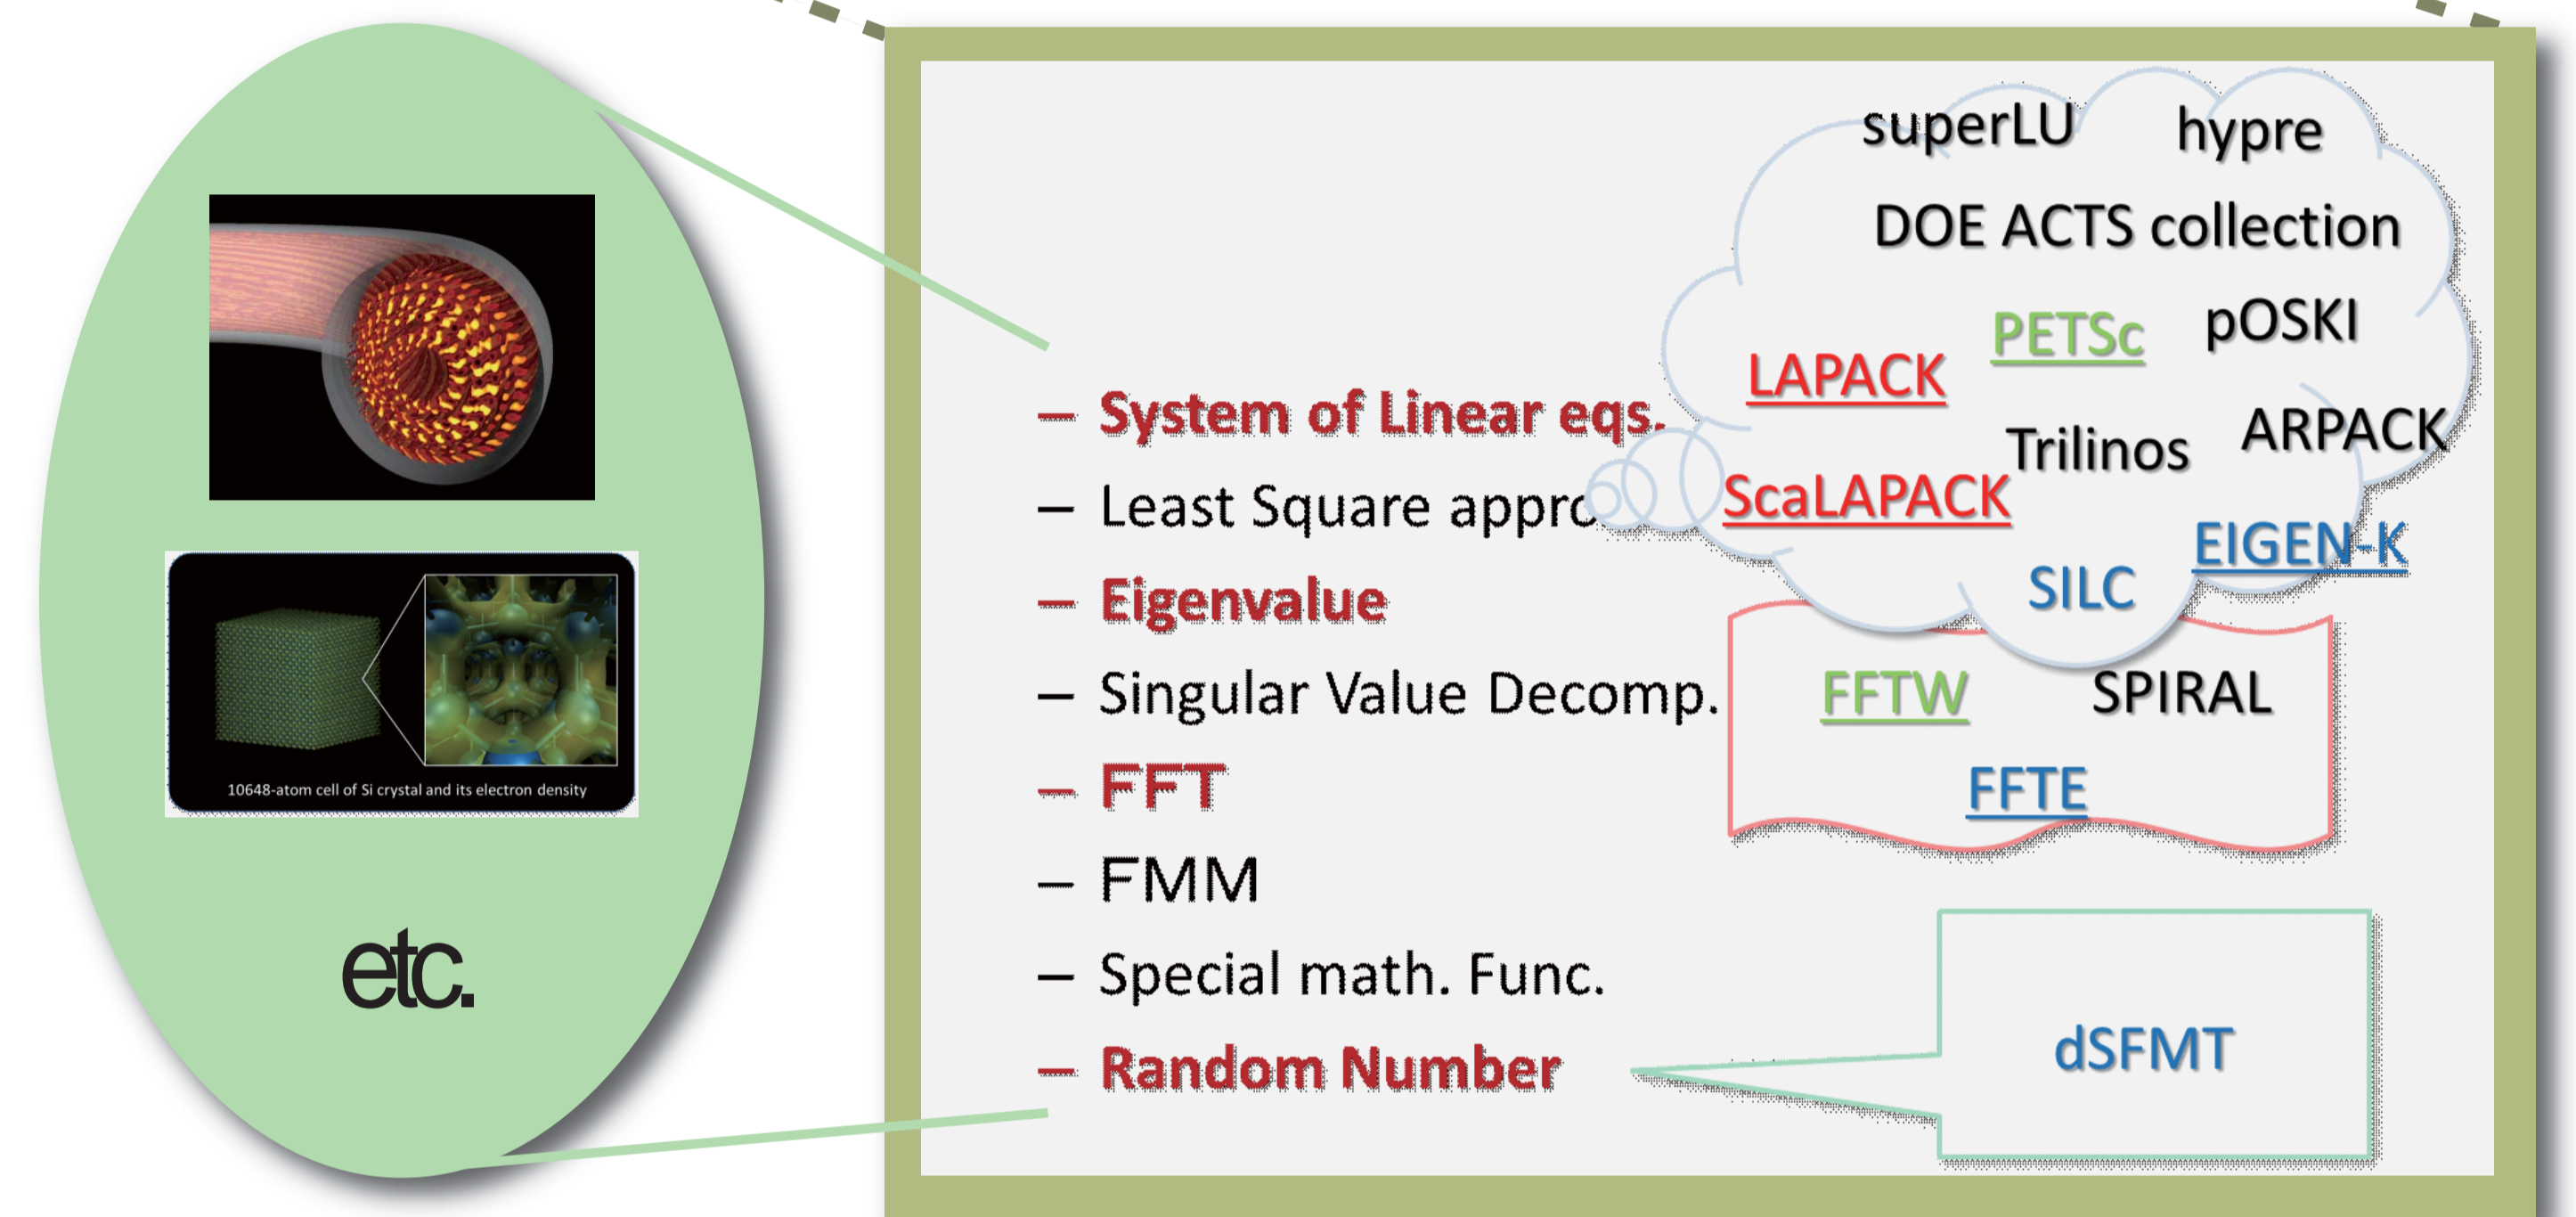 10648-atom cell of Si crystal and its electron density
etc.
– System of Linear eqs.
– Least Square appro
– Eigenvalue
– Singular Value Decomp.
– FFT
– FMM
– Special math. Func.
– Random Number
superLU hypre
DOE ACTS collection
PETSc pOSKI
LAPACK
Trilinos ARPACK
ScaLAPACK
EIGEN-K
SILC
FFTW SPIRAL
FFTE
dSFMT